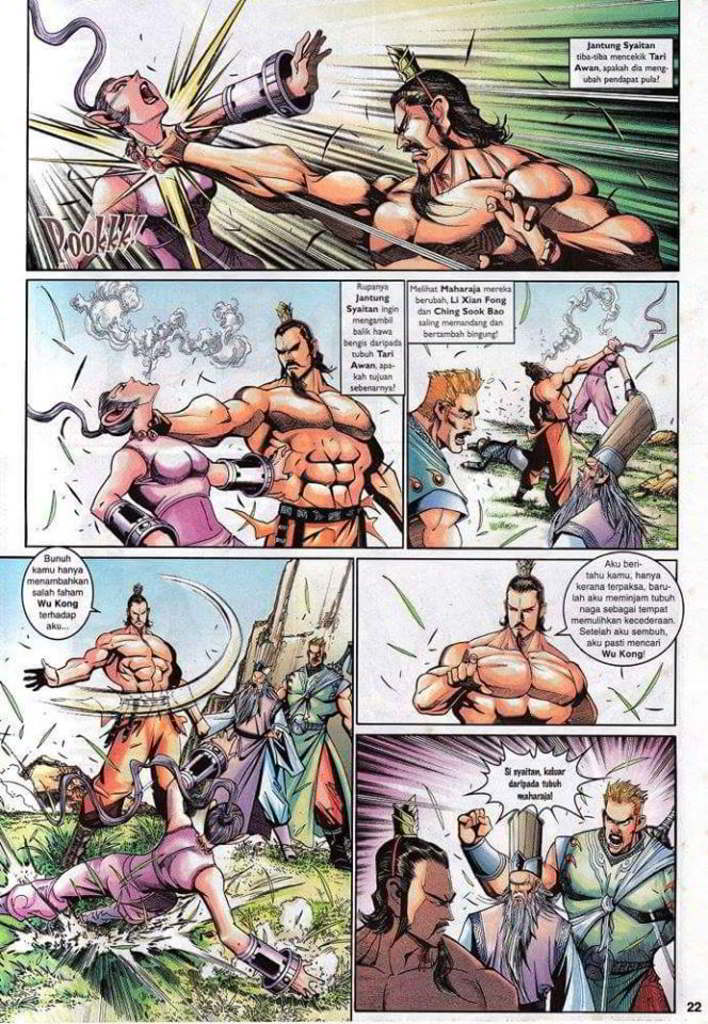 Jantung Syaitan
tiba-tiba mencekik Tari
Awan, apakah dia meng-
ubah pendapat pula!
Pookkk!!
Rupanya
Jantung
Syaitan ingin
mengambil
balik hawa
bengis daripada
tubuh Tari
Awan, apa-
kah tujuan
sebenarnya?
Melihat Maharaja mereka
berubah, Li Xian Fong
dan Ching Sook Bao
saling memandang dan
bertambah bingung!
Bunuh
kamu hanya
menambahkan
salah faham
Wu Kong
terhadap
aku...
Aku beri-
tahu kamu, hanya
kerana terpaksa, baru-
lah aku meminjam tubuh
naga sebagai tempat
memulihkan kecederaan.
Setelah aku sembuh,
aku pasti mencari
Wu Kong!
Si syaitan, keluar
daripada tubuh
maharaja!
22